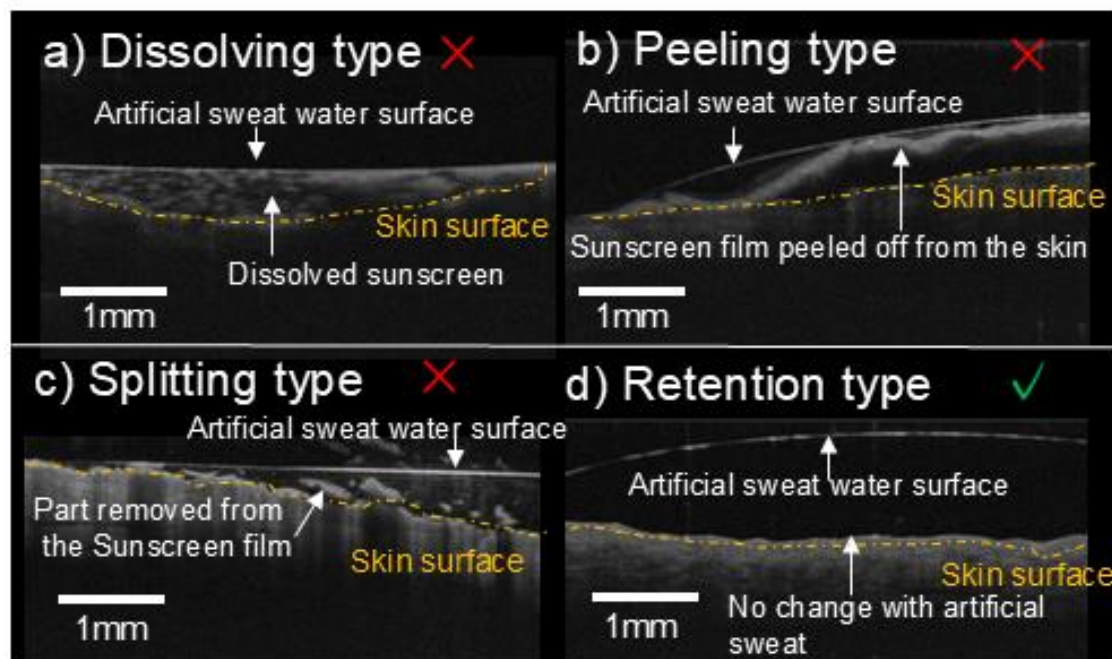 a) Dissolving type
Artificial sweat water surface
Skin surface
Dissolved sunscreen
1mm
b) Peeling type
Artificial sweat water surface
Skin surface
Sunscreen film peeled off from the skin
1mm
c) Splitting type
Artificial sweat water surface
Part removed from
the Sunscreen film
Skin surface
1mm
d) Retention type
Artificial sweat water surface
Skin surface
No change with artificial
sweat
1mm